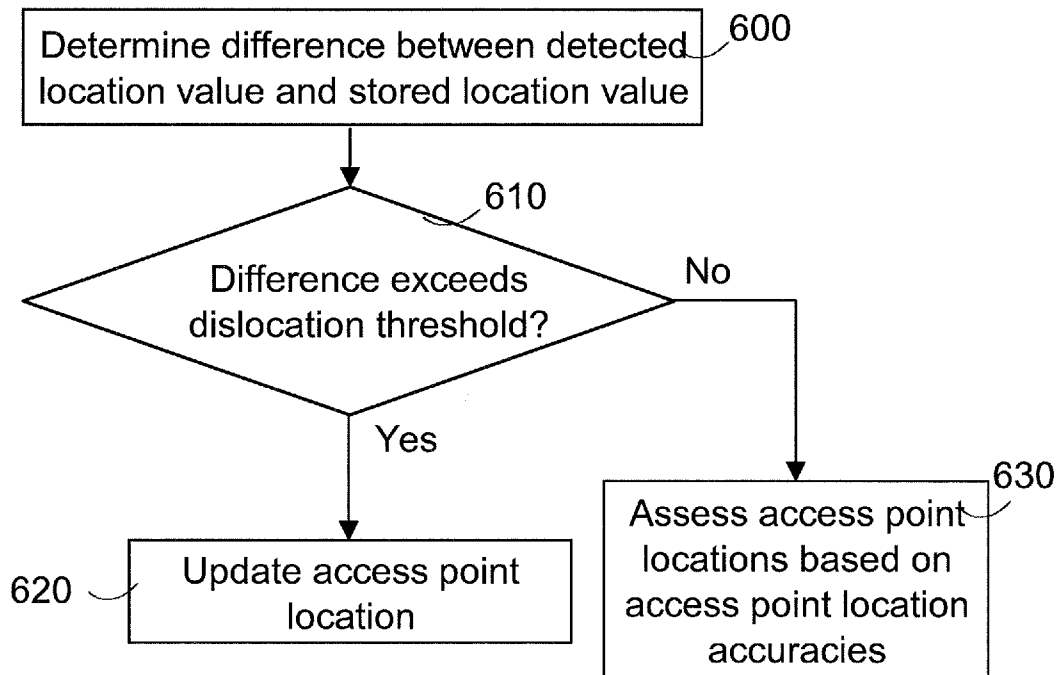 Determine difference between detected
location value and stored location value
600
610
Difference exceeds
dislocation threshold?
No
Yes
620
Update access point
location
630
Assess access point
locations based on
access point location
accuracies